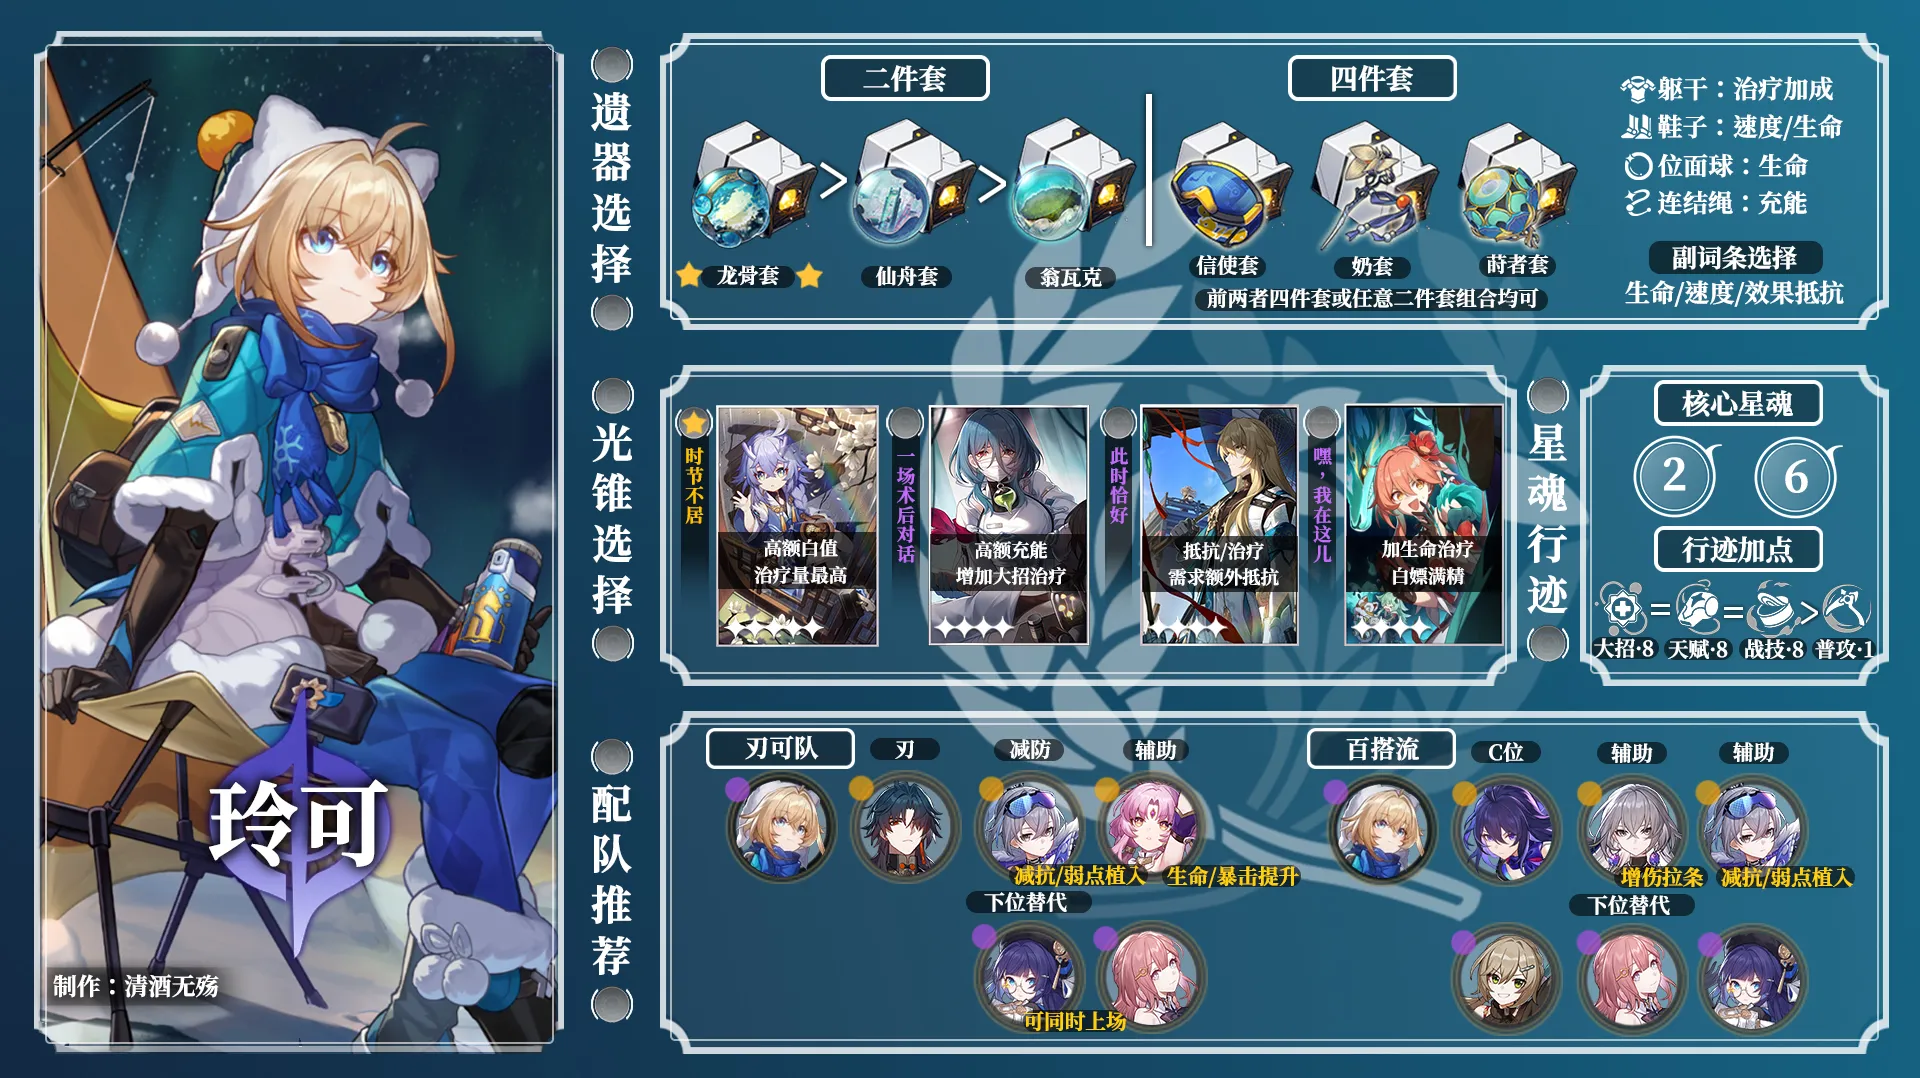 遗器选择
二件套
龙骨套
>
仙舟套
>
翁瓦克
四件套
信使套
奶套
莳者套
前两者四件套或任意二件套组合均可
躯干：治疗加成
鞋子：速度/生命
位面球：生命
连结绳：充能
副词条选择
生命/速度/效果抵抗
光锥选择
时节不居
高额白值
治疗量最高
一场术后对话
高额充能
增加大招治疗
此时恰好
抵抗/治疗
需求额外抵抗
嘿，我在这儿
加生命治疗
白嫖满精
星魂行迹
核心星魂
2 6
行迹加点
= = >
大招·8 天赋·8 战技·8 普攻·1
配队推荐
刃可队 刃 减防 辅助
减抗/弱点植入 生命/暴击提升
下位替代
可同时上场
百搭流 C位 辅助 辅助
增伤拉条 减抗/弱点植入
下位替代
玲可
制作：清酒无殇